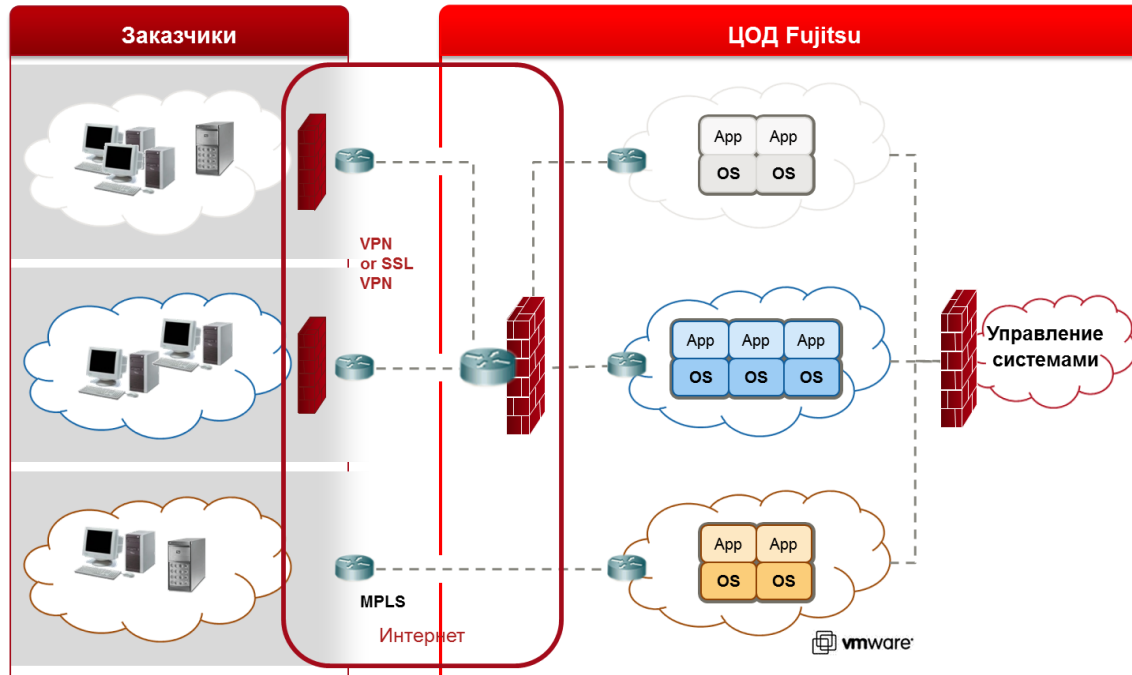 Заказчики
ЦОД Fujitsu
App App
OS OS
VPN
or SSL
VPN
App App App
OS OS OS
Управление
системами
App App
OS OS
MPLS
Интернет
vmware